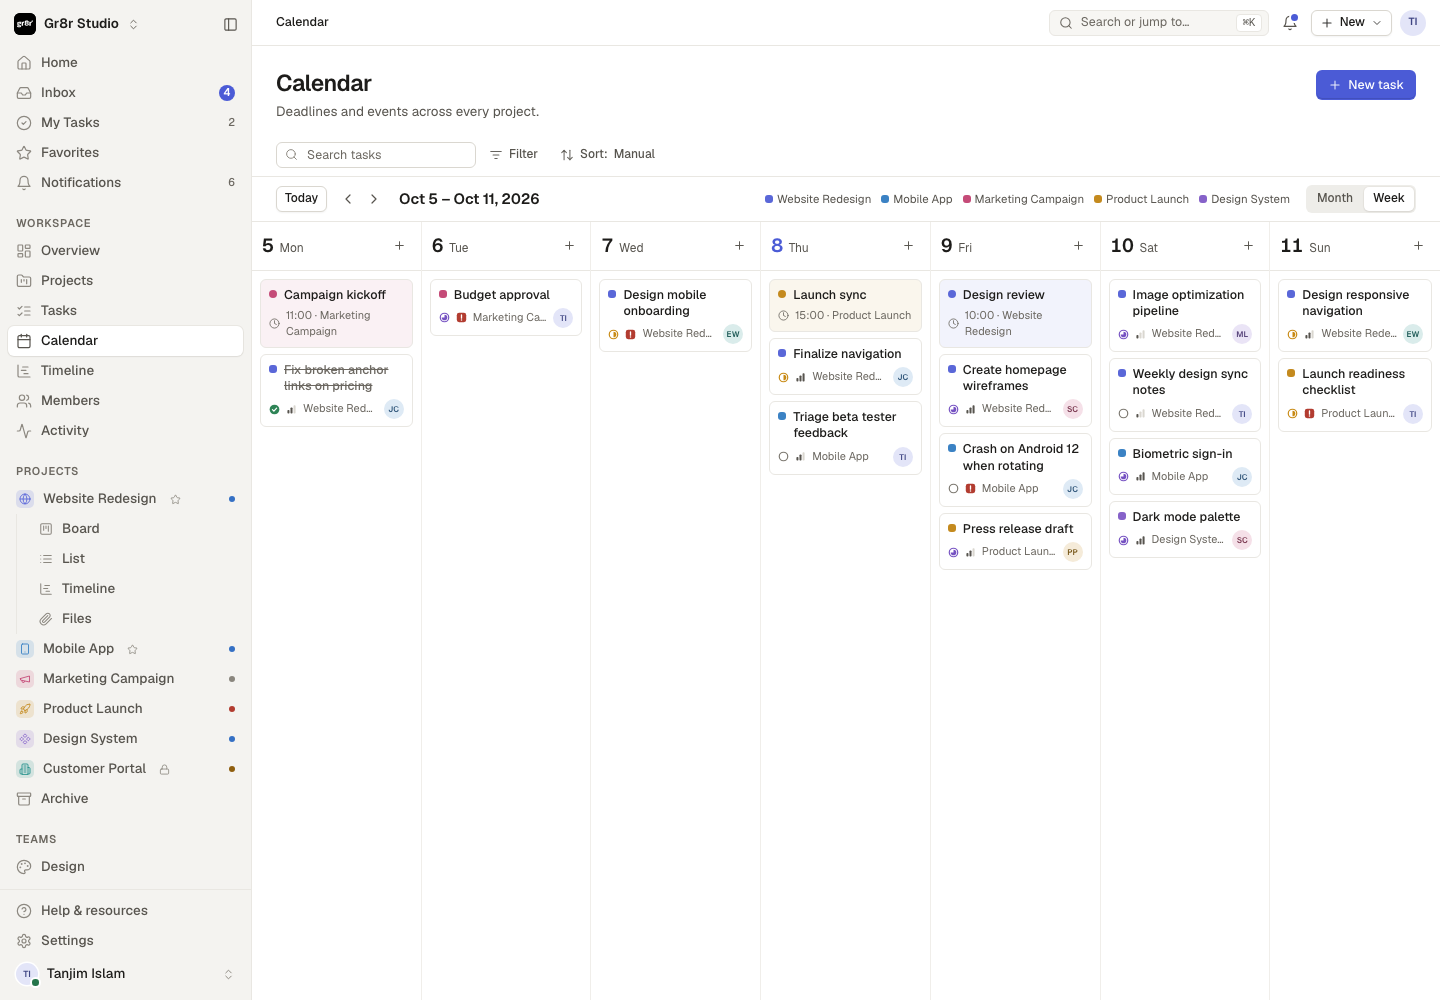 gr8r
Gr8r Studio
Home
Inbox 4
My Tasks 2
Favorites
Notifications 6
WORKSPACE
Overview
Projects
Tasks
Calendar
Timeline
Members
Activity
PROJECTS
Website Redesign
Board
List
Timeline
Files
Mobile App
Marketing Campaign
Product Launch
Design System
Customer Portal
Archive
TEAMS
Design
Help & resources
Settings
TI Tanjim Islam
Calendar
Search or jump to... ⌘K
New
TI
Calendar
Deadlines and events across every project.
New task
Search tasks
Filter
Sort: Manual
Today
Oct 5 – Oct 11, 2026
Website Redesign
Mobile App
Marketing Campaign
Product Launch
Design System
Month
Week
5 Mon
Campaign kickoff
11:00 · Marketing
Campaign
Fix broken anchor
links on pricing
Website Red... JC
6 Tue
Budget approval
Marketing Ca... TI
7 Wed
Design mobile
onboarding
Website Red... EW
8 Thu
Launch sync
15:00 · Product Launch
Finalize navigation
Website Red... JC
Triage beta tester
feedback
Mobile App TI
9 Fri
Design review
10:00 · Website
Redesign
Create homepage
wireframes
Website Red... SC
Crash on Android 12
when rotating
Mobile App JC
Press release draft
Product Laun... PP
10 Sat
Image optimization
pipeline
Website Red... ML
Weekly design sync
notes
Website Red... TI
Biometric sign-in
Mobile App JC
Dark mode palette
Design Syste... SC
11 Sun
Design responsive
navigation
Website Rede... EW
Launch readiness
checklist
Product Laun... TI